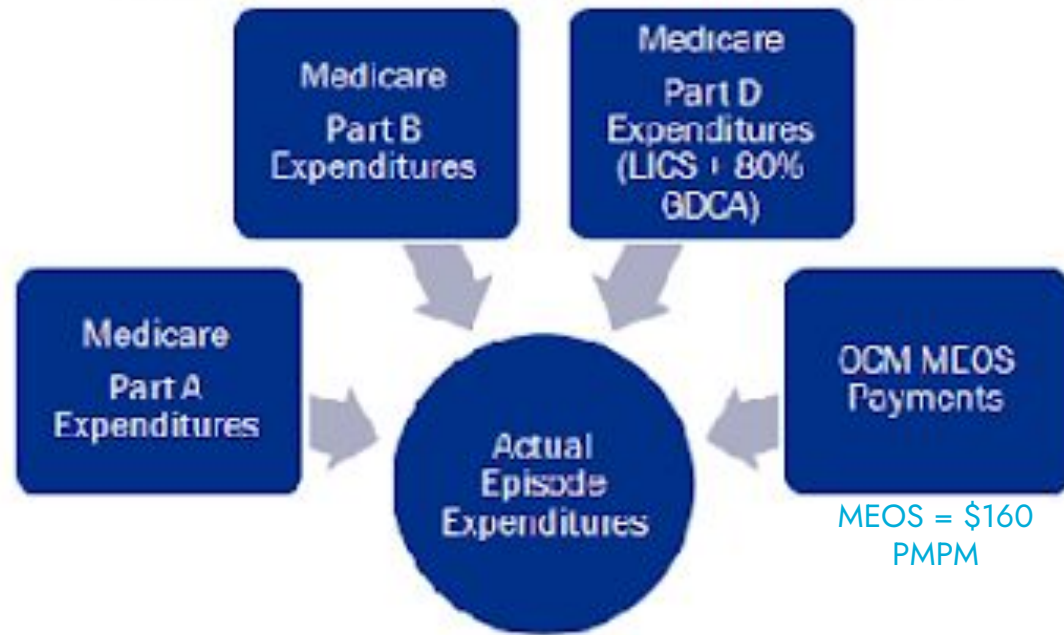 Medicare
Part A
Expenditures
Medicare
Part B
Expenditures
Medicare
Part D
Expenditures
(LICS + 80%
GDCA)
OCM MEOS
Payments
MEOS = $160
PMPM
Actual
Episode
Expenditures